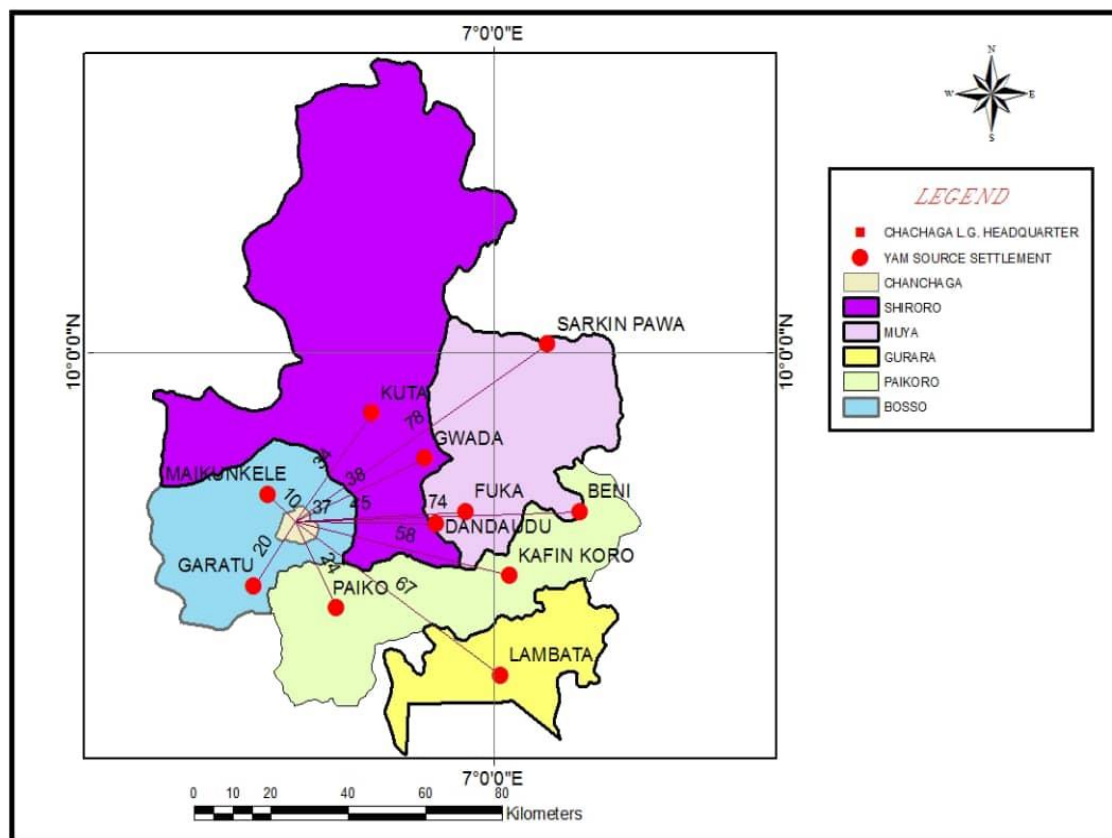 7°0'0"E
N
W
E
S
LEGEND
CHACHAGA L.G. HEADQUARTER
YAM SOURCE SETTLEMENT
CHANCHAGA
SHIRORO
MUYA
GURARA
PAIKORO
BOSSO
10°0'0"N
10°0'0"N
SARKIN PAWA
KUTA
78
GWADA
34
38
MAIKUNKELE
10
37
45
74
FUKA
BENI
DANDAUDU
58
20
GARATU
24
KAFIN KORO
PAIKO
67
LAMBATA
7°0'0"E
0 10 20 40 60 80
Kilometers